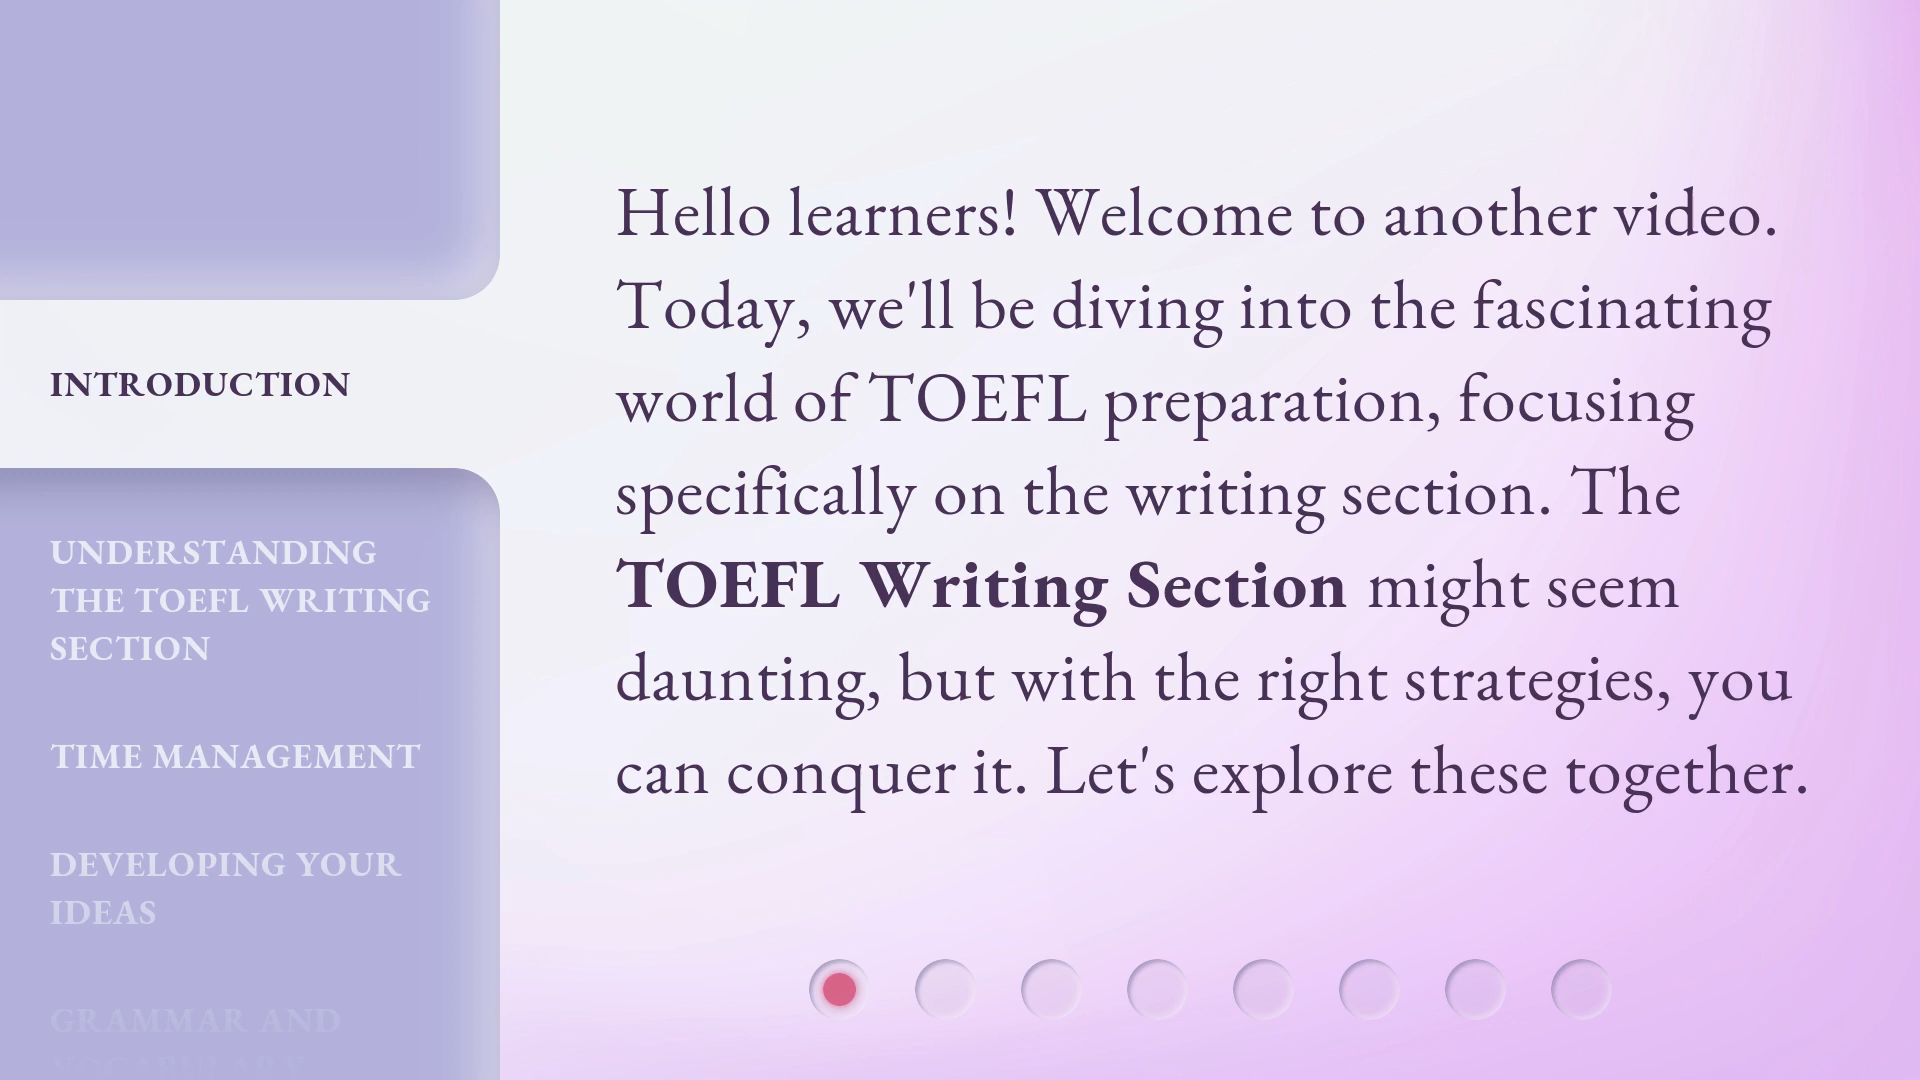 INTRODUCTION
UNDERSTANDING
THE TOEFL WRITING
SECTION
TIME MANAGEMENT
DEVELOPING YOUR
IDEAS
GRAMMAR AND
VOCABULARY
Hello learners! Welcome to another video.
Today, we'll be diving into the fascinating
world of TOEFL preparation, focusing
specifically on the writing section. The
TOEFL Writing Section might seem
daunting, but with the right strategies, you
can conquer it. Let's explore these together.